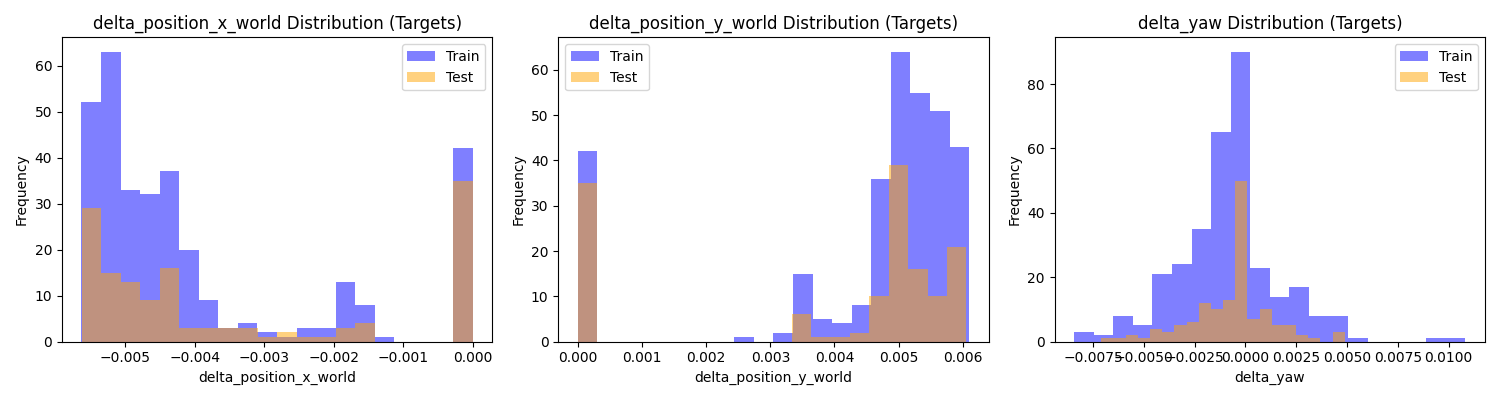 delta_position_x_world Distribution (Targets)
Train
Test
60
50
40
30
20
10
0
Frequency
−0.005
−0.004
−0.003
−0.002
−0.001
0.000
delta_position_x_world
delta_position_y_world Distribution (Targets)
Train
Test
60
50
40
30
20
10
0
Frequency
0.000
0.001
0.002
0.003
0.004
0.005
0.006
delta_position_y_world
delta_yaw Distribution (Targets)
Train
Test
80
60
40
20
0
Frequency
−0.0075
−0.0050
−0.0025
0.0000
0.0025
0.0050
0.0075
0.0100
delta_yaw